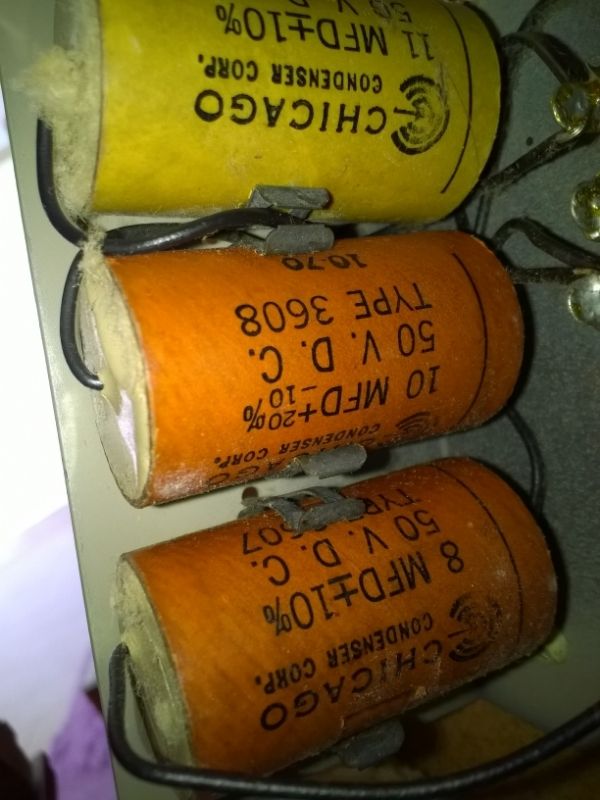 CHICAGO
CONDENSER CORP.
11 MFD±10%
50 V. D.
CONDENSER CORP.
10 MFD+20%
-10
50 V. D. C.
TYPE 3608
10-70
CHICAGO
CONDENSER CORP.
8 MFD±10%
50 V. D. C.